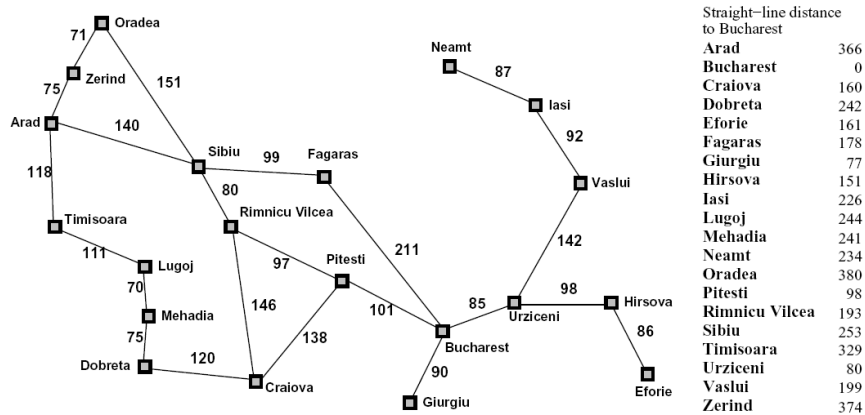 Oradea
71
Neamt
87
Zerind
151
75
Iasi
Arad
140
92
Sibiu
99
Fagaras
118
Vaslui
80
Timisoara
Rimnicu Vilcea
211
142
111
Lugoj
97
Pitesti
70
98
Hirsova
146
85
101
Urziceni
Mehadia
138
86
75
Bucharest
120
90
Dobreta
Craiova
Eforie
Giurgiu
Straight−line distance
to Bucharest
Arad 366
Bucharest 0
Craiova 160
Dobreta 242
Eforie 161
Fagaras 178
Giurgiu 77
Hirsova 151
Iasi 226
Lugoj 244
Mehadia 241
Neamt 234
Oradea 380
Pitesti 98
Rimnicu Vilcea 193
Sibiu 253
Timisoara 329
Urziceni 80
Vaslui 199
Zerind 374